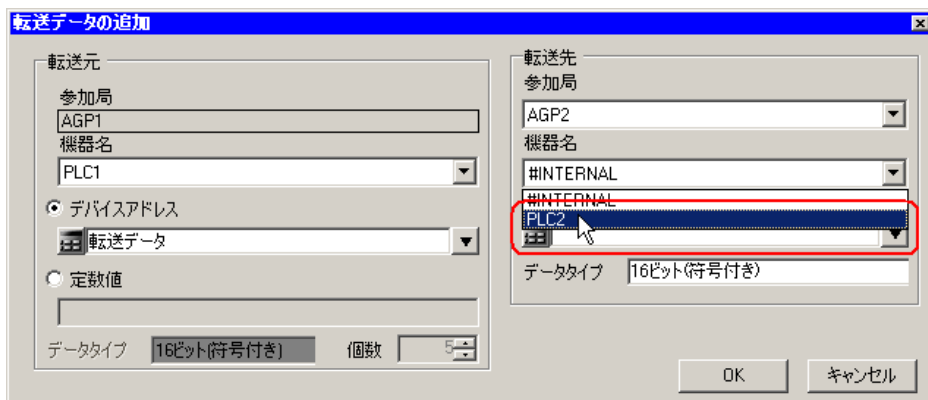 転送データの追加
転送元
参加局
AGP1
機器名
PLC1
デバイスアドレス
転送データ
定数値
データタイプ
16ビット(符号付き)
個数
5
転送先
参加局
AGP2
機器名
#INTERNAL
#INTERNAL
PLC2
データタイプ
16ビット(符号付き)
OK
キャンセル